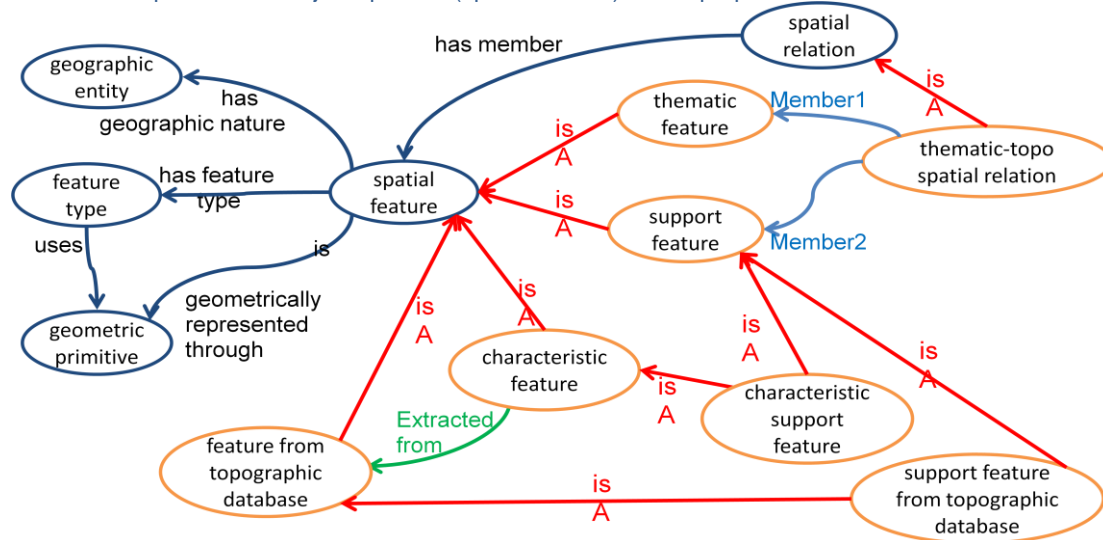 spatial
relation
has member
geographic
entity
has
geographic nature
thematic
feature
Member1
is
A
is
A
thematic-topo
spatial relation
feature
type
has feature
type
spatial
feature
is
A
support
feature
Member2
uses
is
geometrically
represented
through
geometric
primitive
is
A
is
A
is
A
is
A
characteristic
feature
is
A
characteristic
support
feature
Extracted
from
feature from
topographic
database
is
A
support feature
from topographic
database